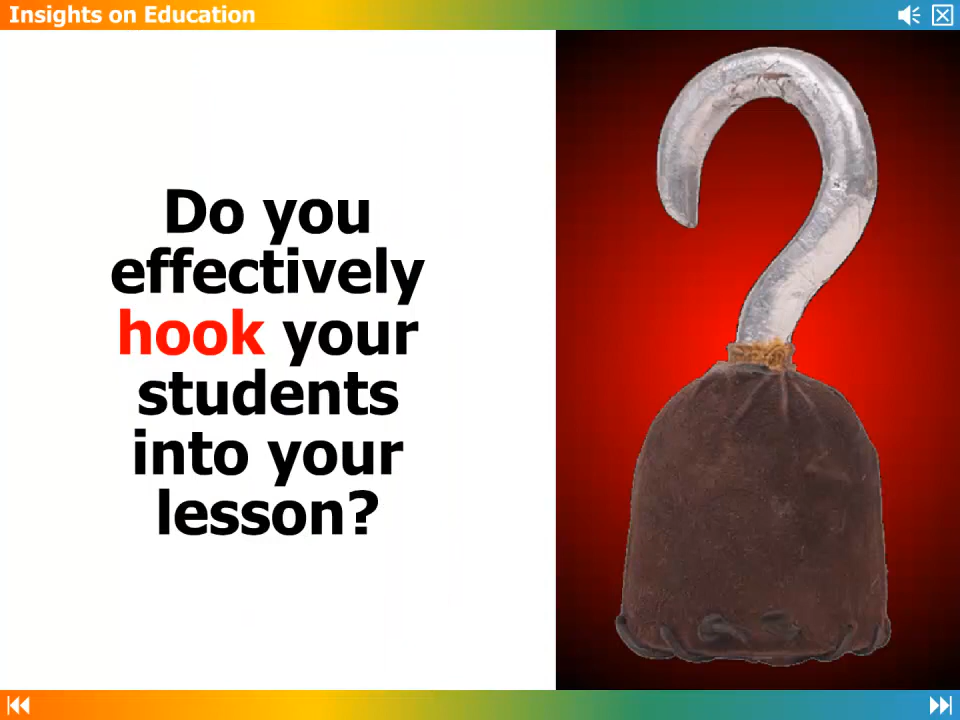 Insights on Education
Do you
effectively
hook your
students
into your
lesson?